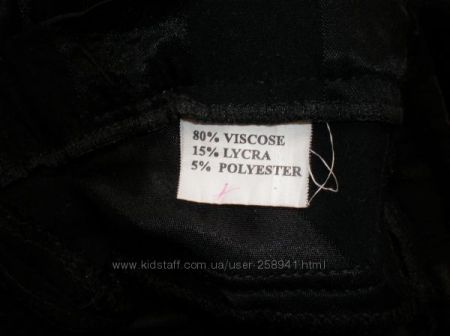 80% VISCOSE
15% LYCRA
5% POLYESTER
www.kidstaff.com.ua/user-258941.html